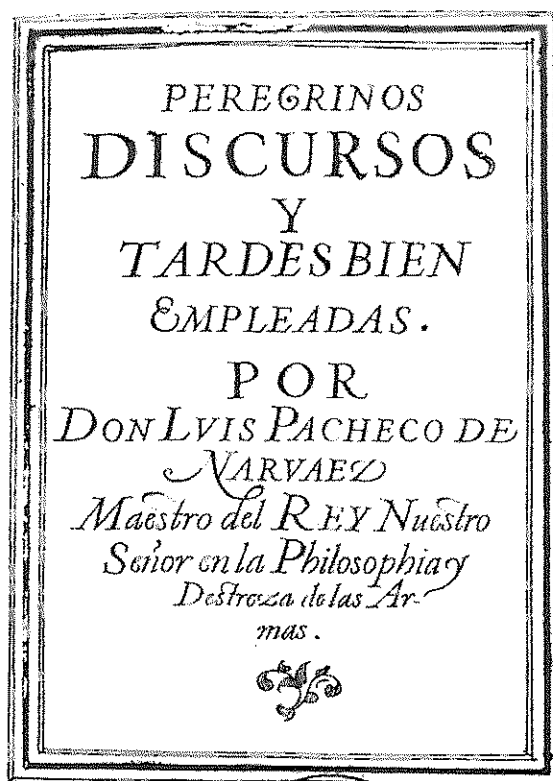 PEREGRINOS
DISCURSOS
Y
TARDES BIEN
EMPLEADAS.
POR
DON LVIS PACHECO DE
NARVAEZ
Maestro del REY Nuestro
Señor en la Philosophia y
Destreza de las Ar-
mas.